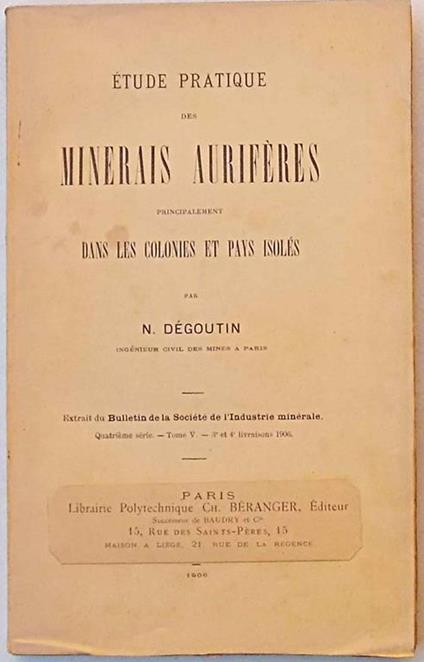 ÉTUDE PRATIQUE
DES
MINERAIS AURIFÈRES
PRINCIPALEMENT
DANS LES COLONIES ET PAYS ISOLÉS
PAR
N. DÉGOUTIN
INGÉNIEUR CIVIL DES MINES A PARIS
Extrait du Bulletin de la Société de l'Industrie minérale.
Quatrième série. — Tome V. — 3e et 4e livraisons 1906.
PARIS
Librairie Polytechnique CH. BÉRANGER, Éditeur
Successeur de BAUDRY et Cie
15, RUE DES SAINTS-PÈRES, 15
MAISON A LIÉGE, 21, RUE DE LA RÉGENCE
1906